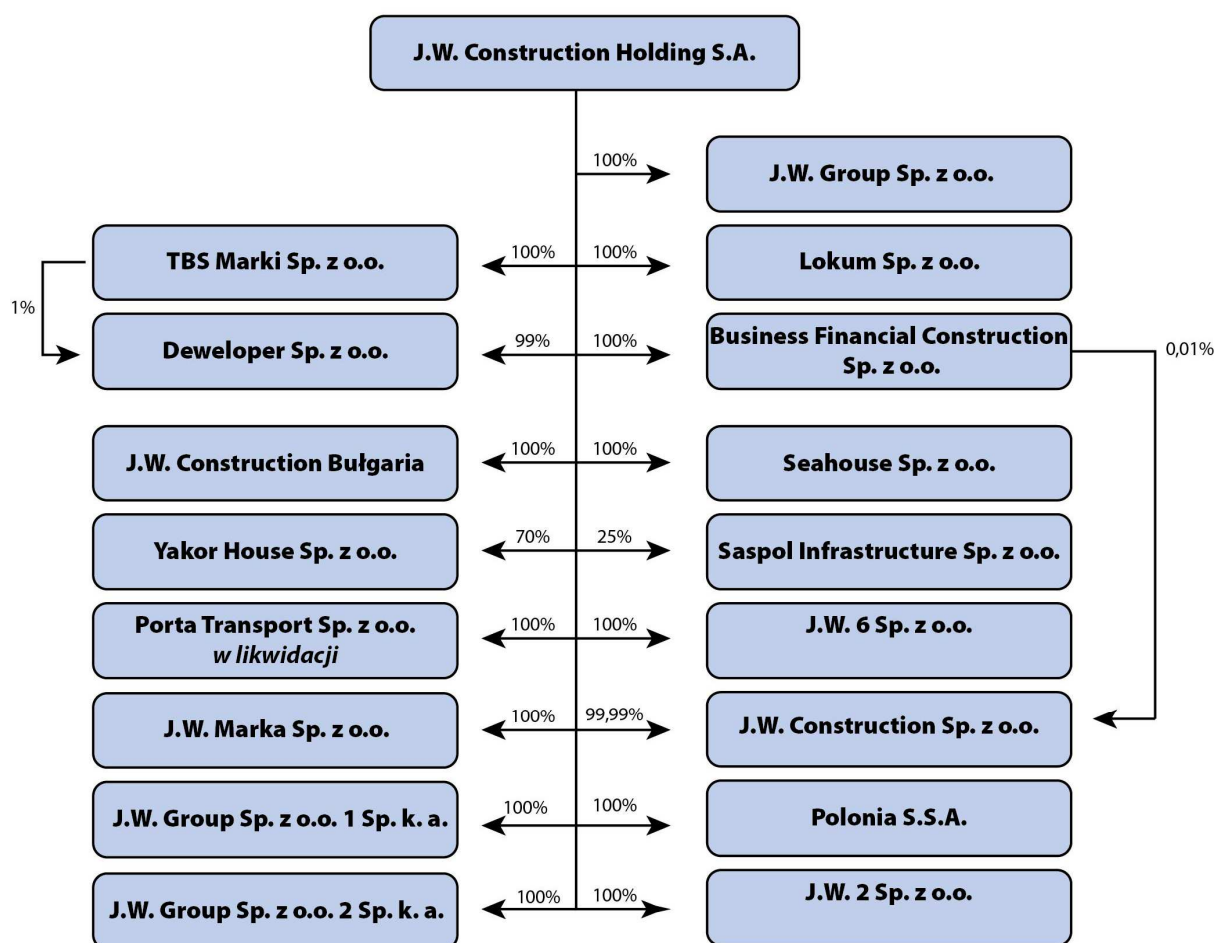 J.W. Construction Holding S.A.
100%
J.W. Group Sp. z o.o.
TBS Marki Sp. z o.o.
100%
100%
Lokum Sp. z o.o.
1%
Deweloper Sp. z o.o.
99%
100%
Business Financial Construction
Sp. z o.o.
0,01%
J.W. Construction Bułgaria
100%
100%
Seahouse Sp. z o.o.
Yakor House Sp. z o.o.
70%
25%
Saspol Infrastructure Sp. z o.o.
Porta Transport Sp. z o.o.
w likwidacji
100%
100%
J.W. 6 Sp. z o.o.
J.W. Marka Sp. z o.o.
100%
99,99%
J.W. Construction Sp. z o.o.
J.W. Group Sp. z o.o. 1 Sp. k. a.
100%
100%
Polonia S.S.A.
J.W. Group Sp. z o.o. 2 Sp. k. a.
100%
100%
J.W. 2 Sp. z o.o.